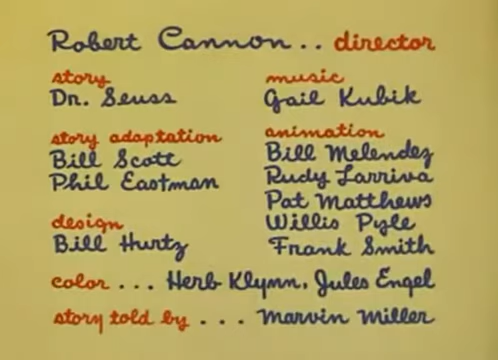 Robert Cannon .. director
story
Dr. Seuss
story adaptation
Bill Scott
Phil Eastman
design
Bill Hurtz
music
Gail Kubik
animation
Bill Melendez
Rudy Larriva
Pat Matthews
Willis Pyle
Frank Smith
color ... Herb Klynn, Jules Engel
story told by ... Marvin Miller